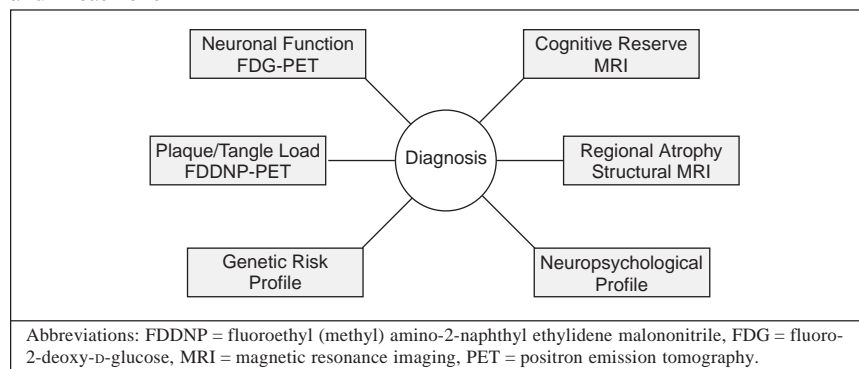 Neuronal Function
FDG-PET
Cognitive Reserve
MRI
Plaque/Tangle Load
FDDNP-PET
Diagnosis
Regional Atrophy
Structural MRI
Genetic Risk
Profile
Neuropsychological
Profile
Abbreviations: FDDNP = fluoroethyl (methyl) amino-2-naphthyl ethylidene malononitrile, FDG = fluoro-
2-deoxy-D-glucose, MRI = magnetic resonance imaging, PET = positron emission tomography.